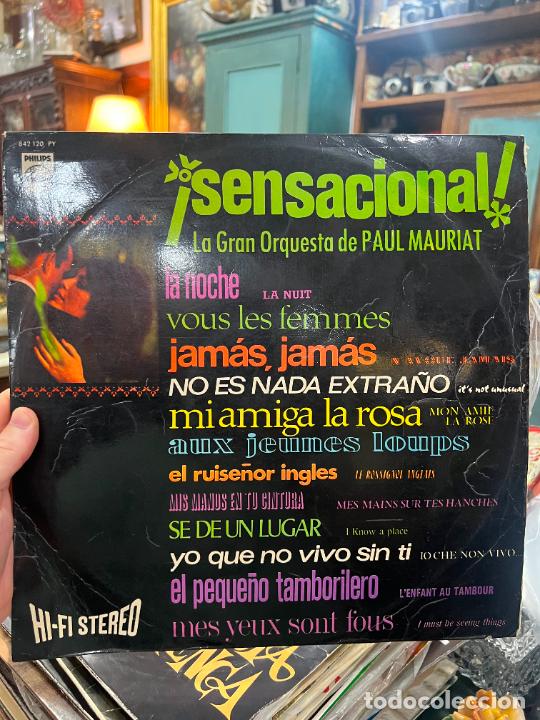 842 120 PY
PHILIPS
¡sensacional!
La Gran Orquesta de PAUL MAURIAT
la noche LA NUIT
vous les femmes
jamás, jamás JAMAIS
NO ES NADA EXTRAÑO it's not unusual
mi amiga la rosa MON AMIE LA ROSE
aux jeunes loups
el ruiseñor ingles LE ROSSIGNOL ANGLAIS
MIS MANOS EN TU CINTURA MES MAINS SUR TES HANCHES
SE DE UN LUGAR I Know a place
yo que no vivo sin ti IO CHE NON VIVO...
el pequeño tamborilero L'ENFANT AU TAMBOUR
mes yeux sont fous I must be seeing things
HI-FI STEREO
todocoleccion